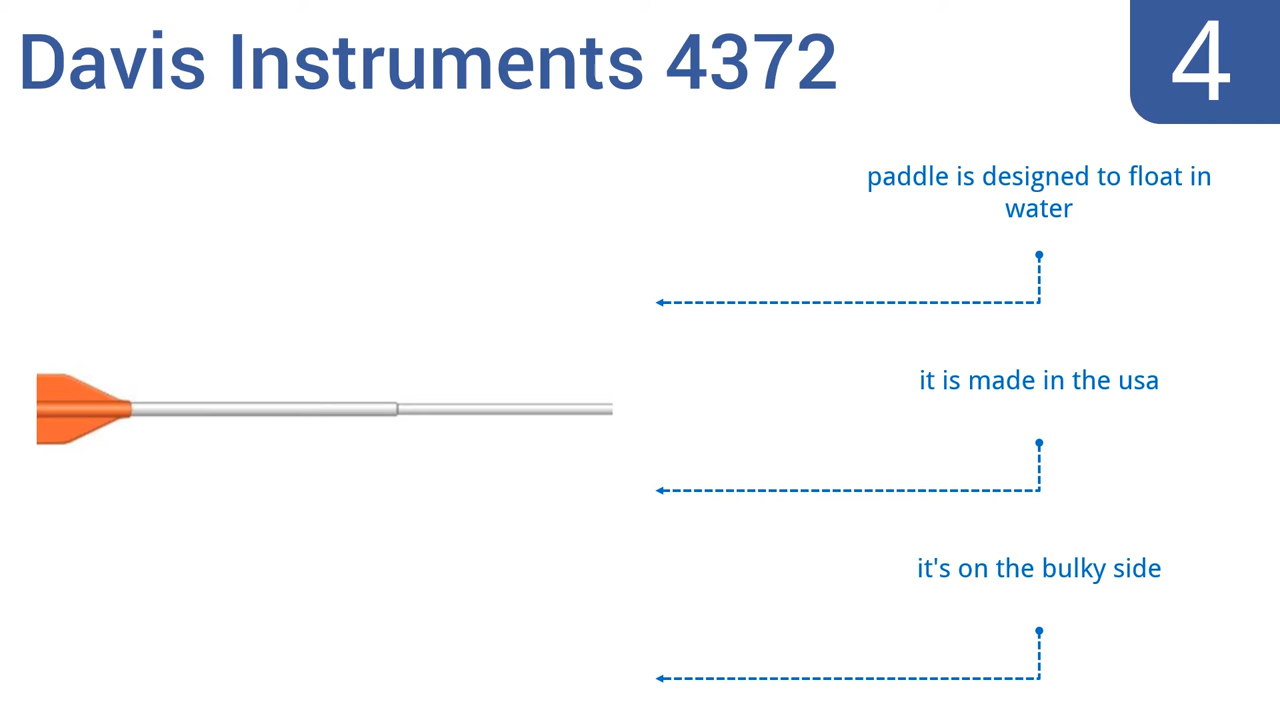 Davis Instruments 4372
4
paddle is designed to float in
water
it is made in the usa
it's on the bulky side